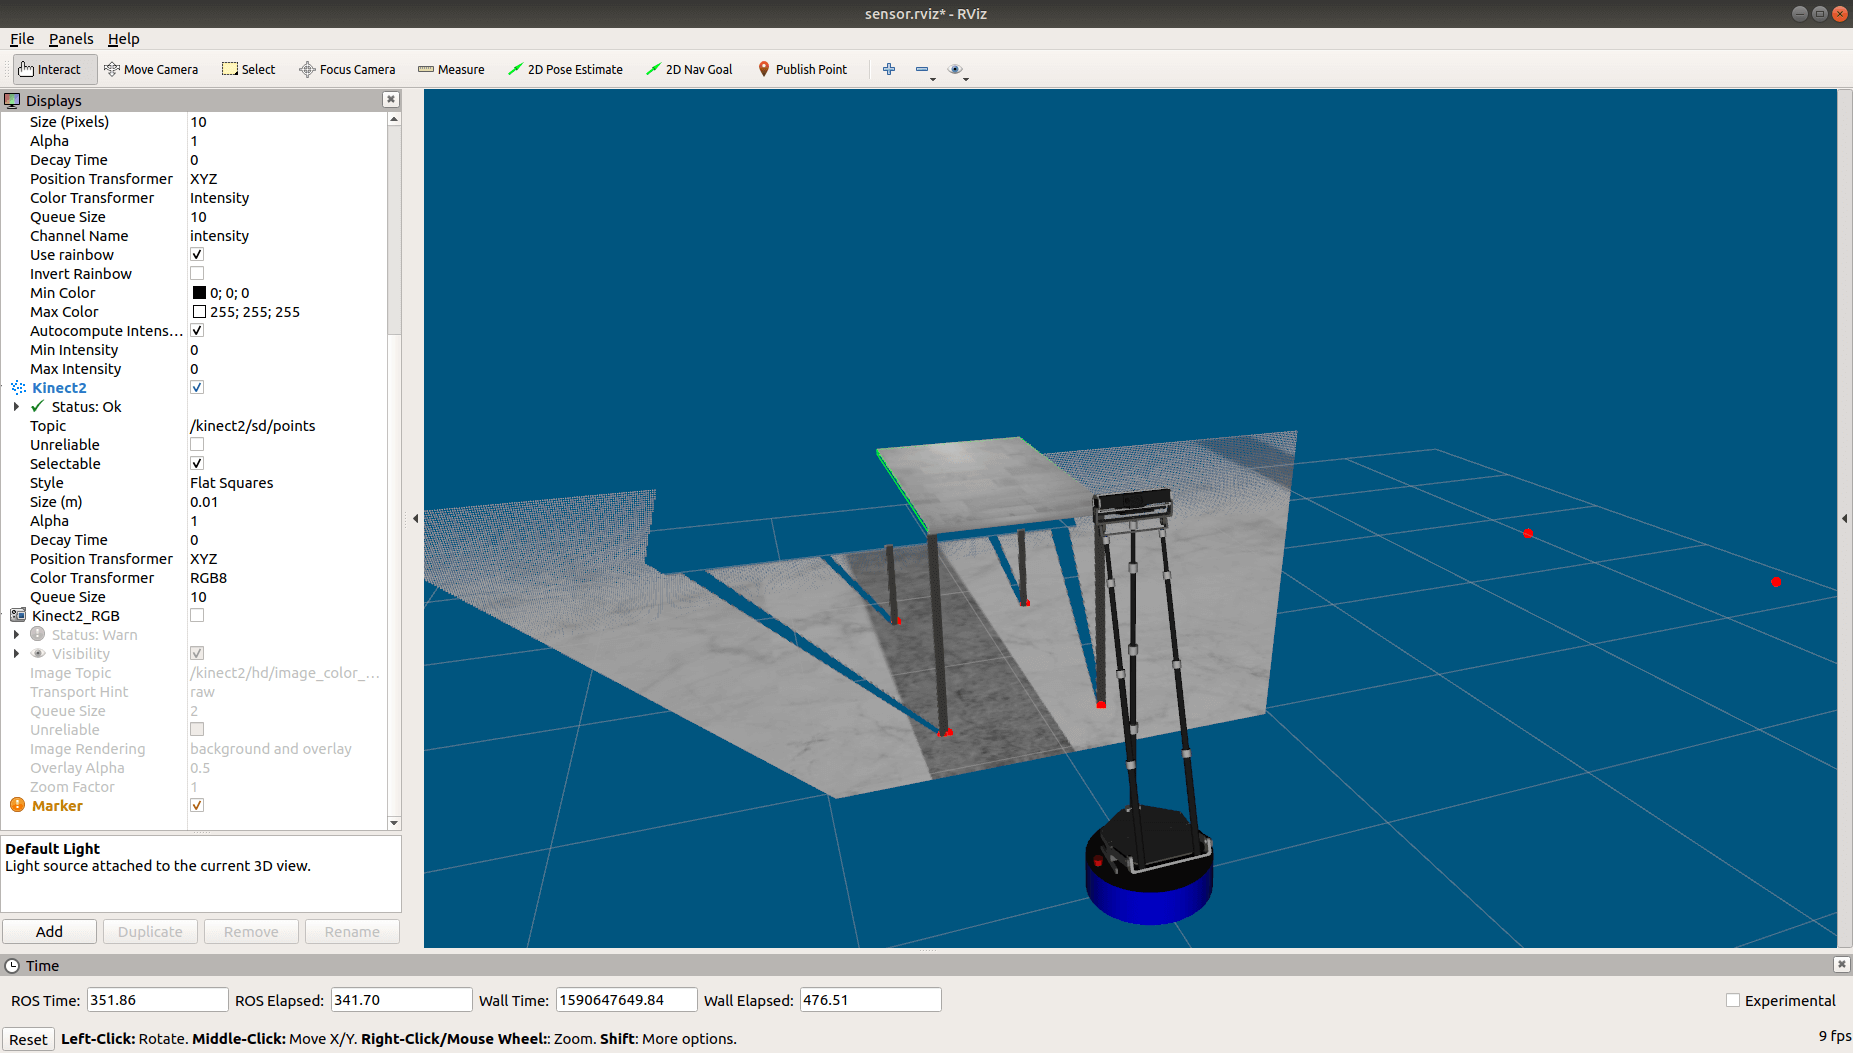 sensor.rviz* - RViz
File Panels Help
Interact Move Camera Select Focus Camera Measure 2D Pose Estimate 2D Nav Goal Publish Point
Displays
Size (Pixels) 10
Alpha 1
Decay Time 0
Position Transformer XYZ
Color Transformer Intensity
Queue Size 10
Channel Name intensity
Use rainbow
Invert Rainbow
Min Color 0; 0; 0
Max Color 255; 255; 255
Autocompute Intens...
Min Intensity 0
Max Intensity 0
Kinect2
Status: Ok
Topic /kinect2/sd/points
Unreliable
Selectable
Style Flat Squares
Size (m) 0.01
Alpha 1
Decay Time 0
Position Transformer XYZ
Color Transformer RGB8
Queue Size 10
Kinect2_RGB
Status: Warn
Visibility
Image Topic /kinect2/hd/image_color_...
Transport Hint raw
Queue Size 2
Unreliable
Image Rendering background and overlay
Overlay Alpha 0.5
Zoom Factor 1
Marker
Default Light
Light source attached to the current 3D view.
Add Duplicate Remove Rename
Time
ROS Time: 351.86 ROS Elapsed: 341.70 Wall Time: 1590647649.84 Wall Elapsed: 476.51 Experimental
Reset Left-Click: Rotate. Middle-Click: Move X/Y. Right-Click/Mouse Wheel:: Zoom. Shift: More options. 9 fps